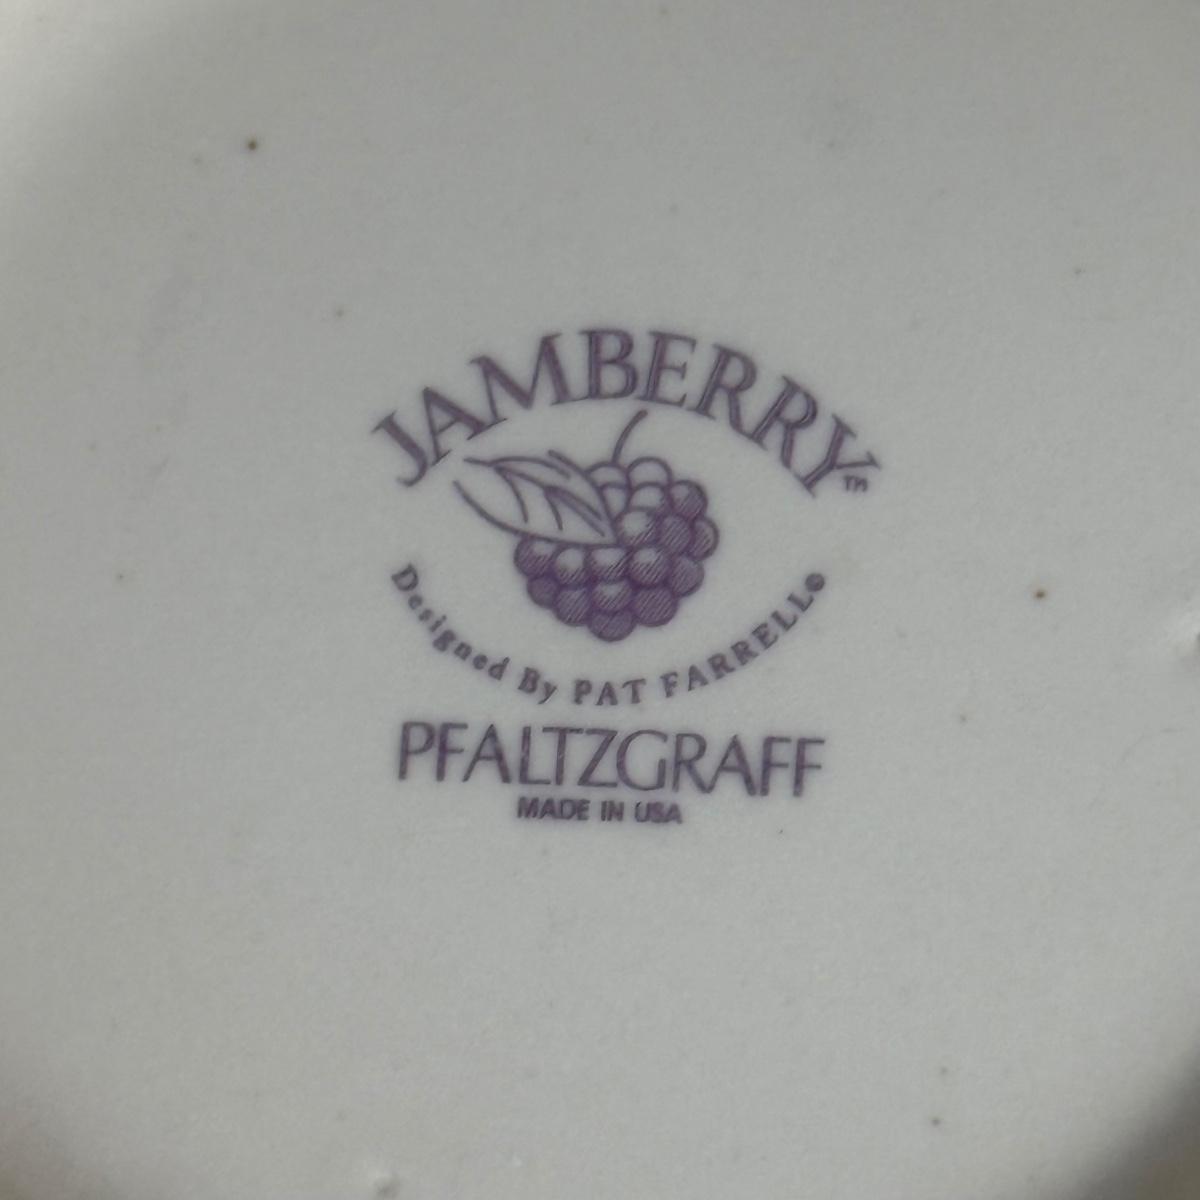 JAMBERRY™
Designed By PAT FARRELL©
PFALTZGRAFF
MADE IN USA